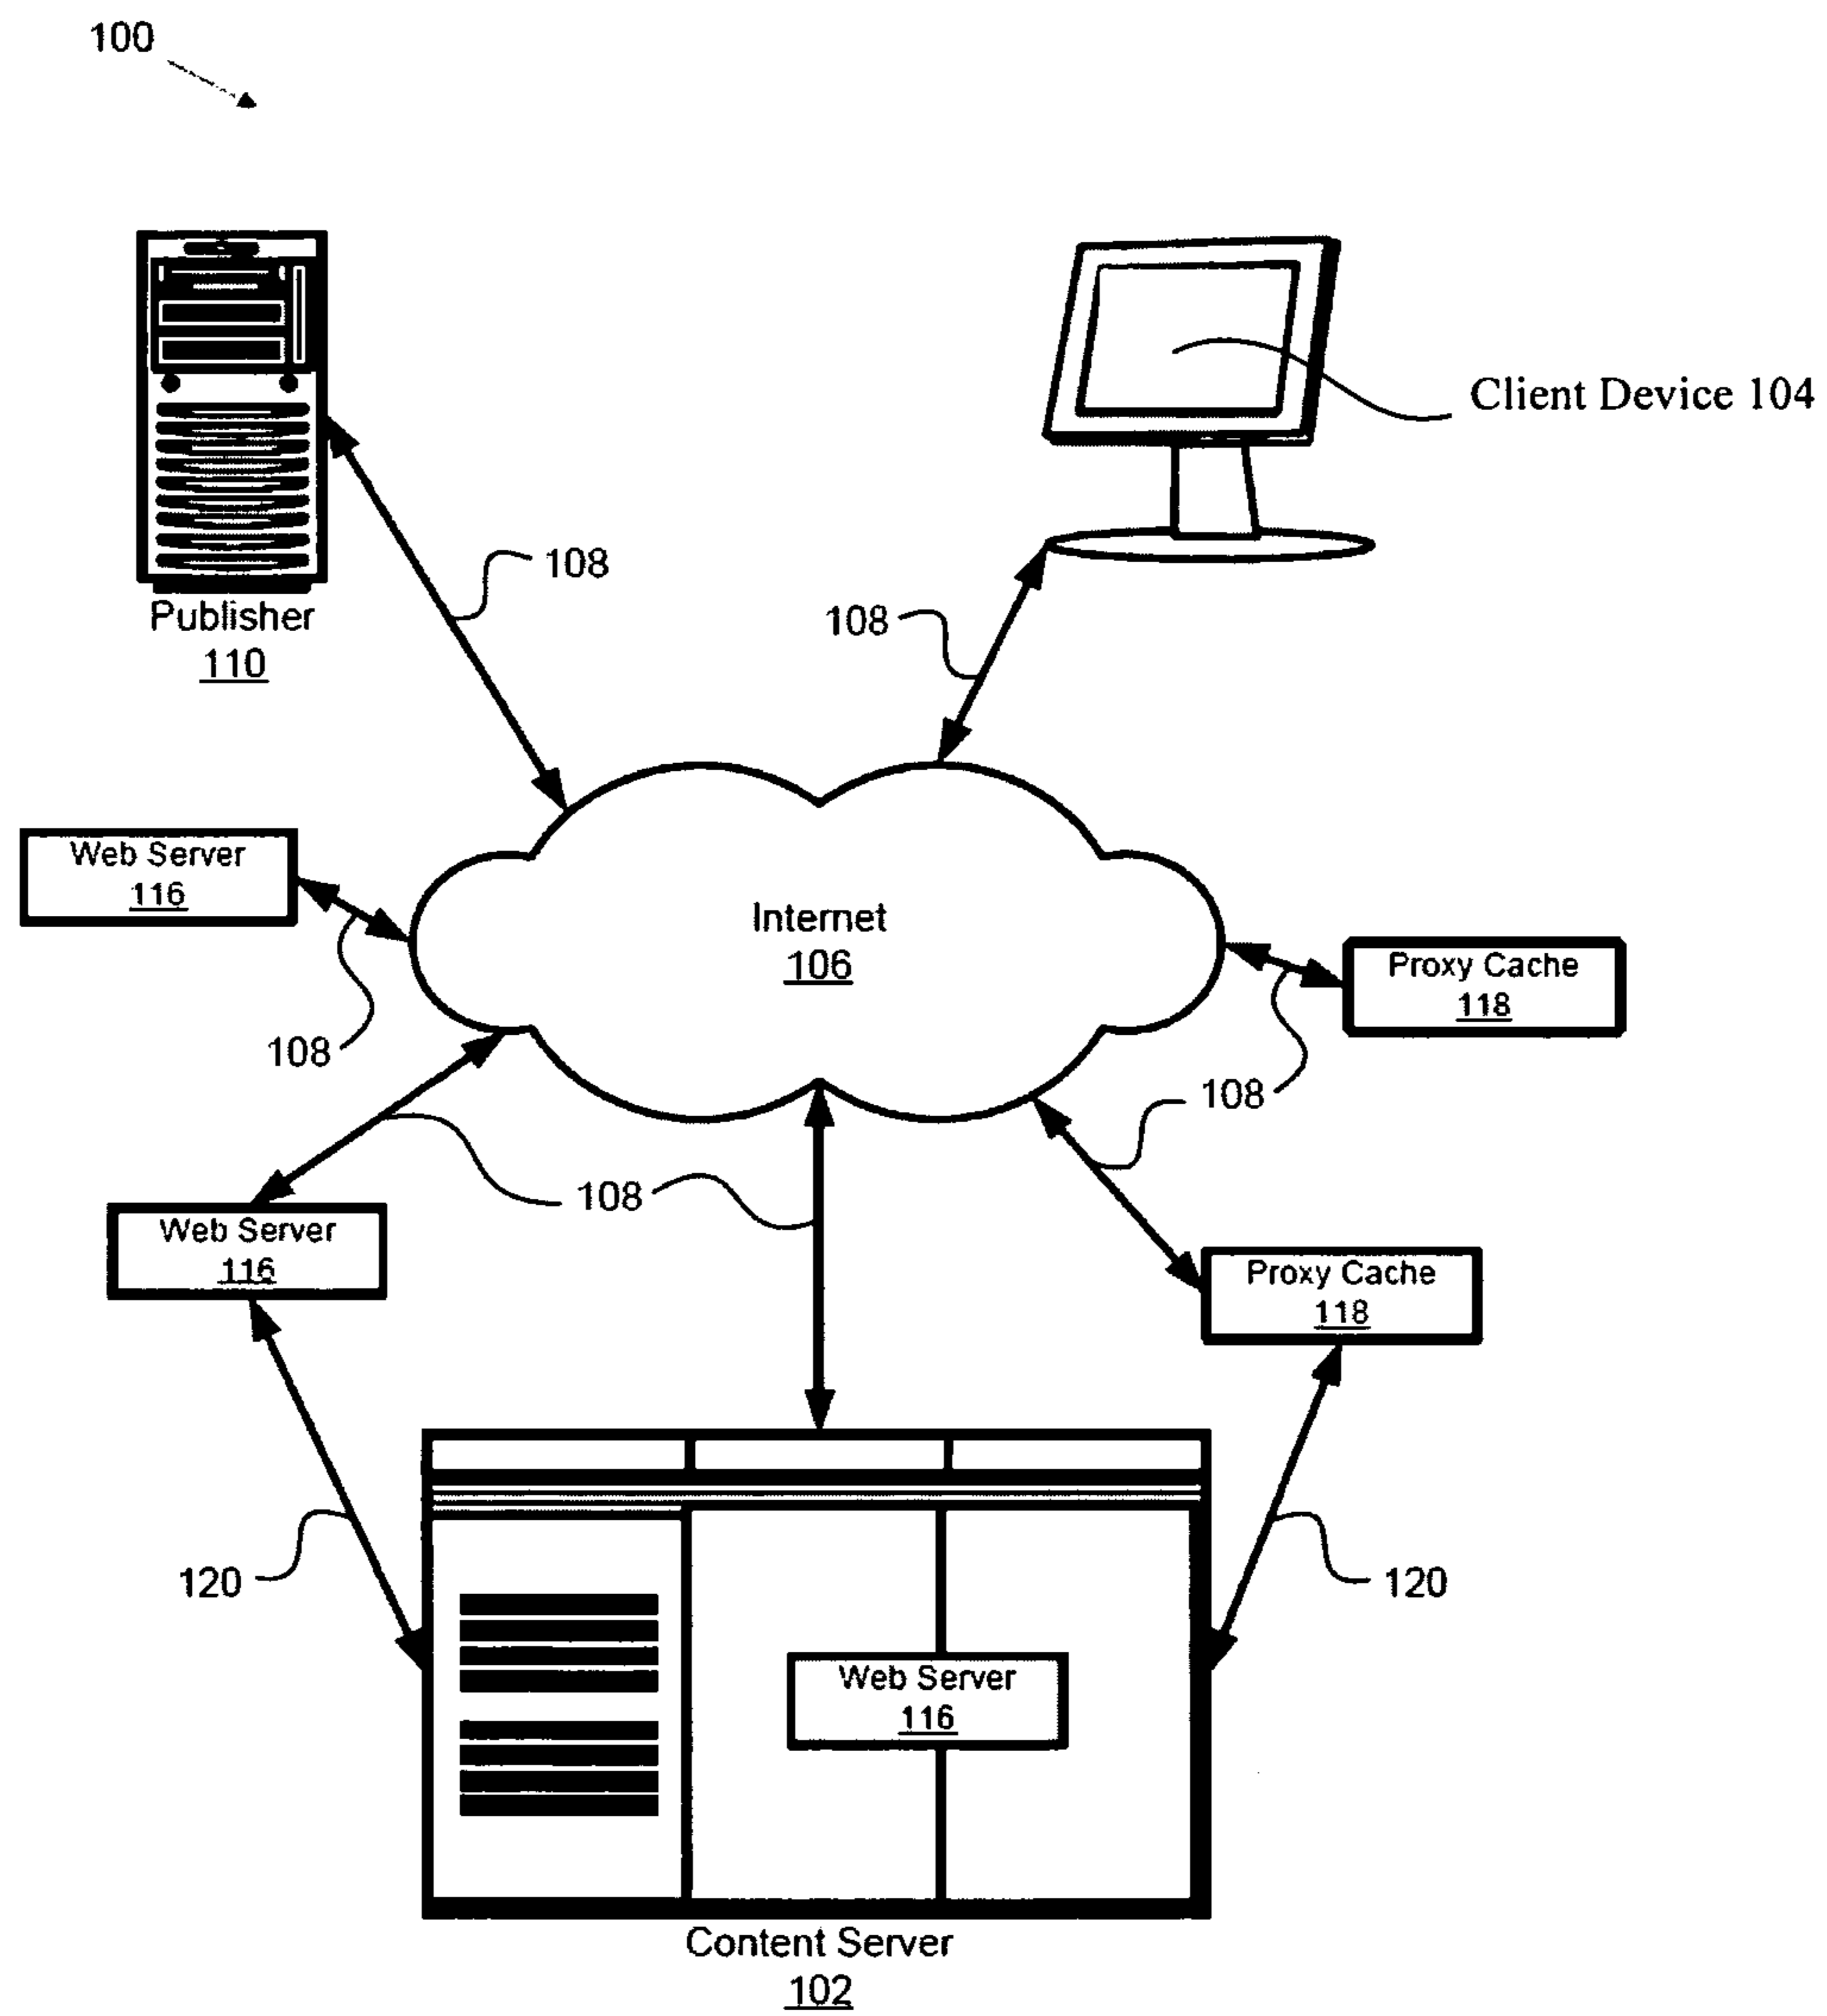 100
Client Device 104
108
Publisher
110
108
Web Server
116
Internet
106
Proxy Cache
118
108
108
108
Web Server
116
Proxy Cache
118
120
120
Web Server
116
Content Server
102